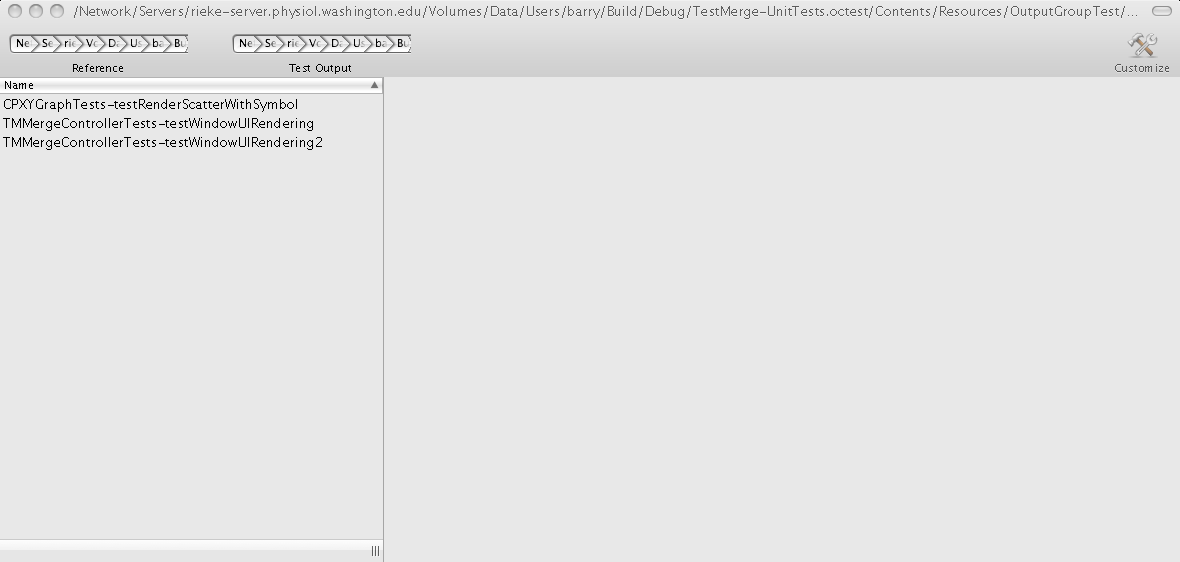 /Network/Servers/rieke-server.physiol.washington.edu/Volumes/Data/Users/barry/Build/Debug/TestMerge-UnitTests.octest/Contents/Resources/OutputGroupTest/...
Ne Se rie Vo Da Us ba Bu Ne Se rie Vo Da Us ba Bu
Reference Test Output Customize
Name
CPXYGraphTests-testRenderScatterWithSymbol
TMMergeControllerTests-testWindowUIRendering
TMMergeControllerTests-testWindowUIRendering2